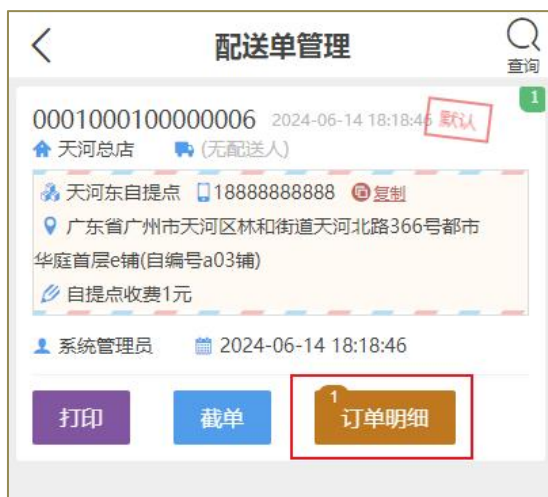 配送单管理
查询
1
0001000100000006 2024-06-14 18:18:46 默认
天河总店 (无配送人)
天河东自提点 18888888888 复制
广东省广州市天河区林和街道天河北路366号都市
华庭首层e铺(自编号a03铺)
自提点收费1元
系统管理员 2024-06-14 18:18:46
打印 截单 1 订单明细